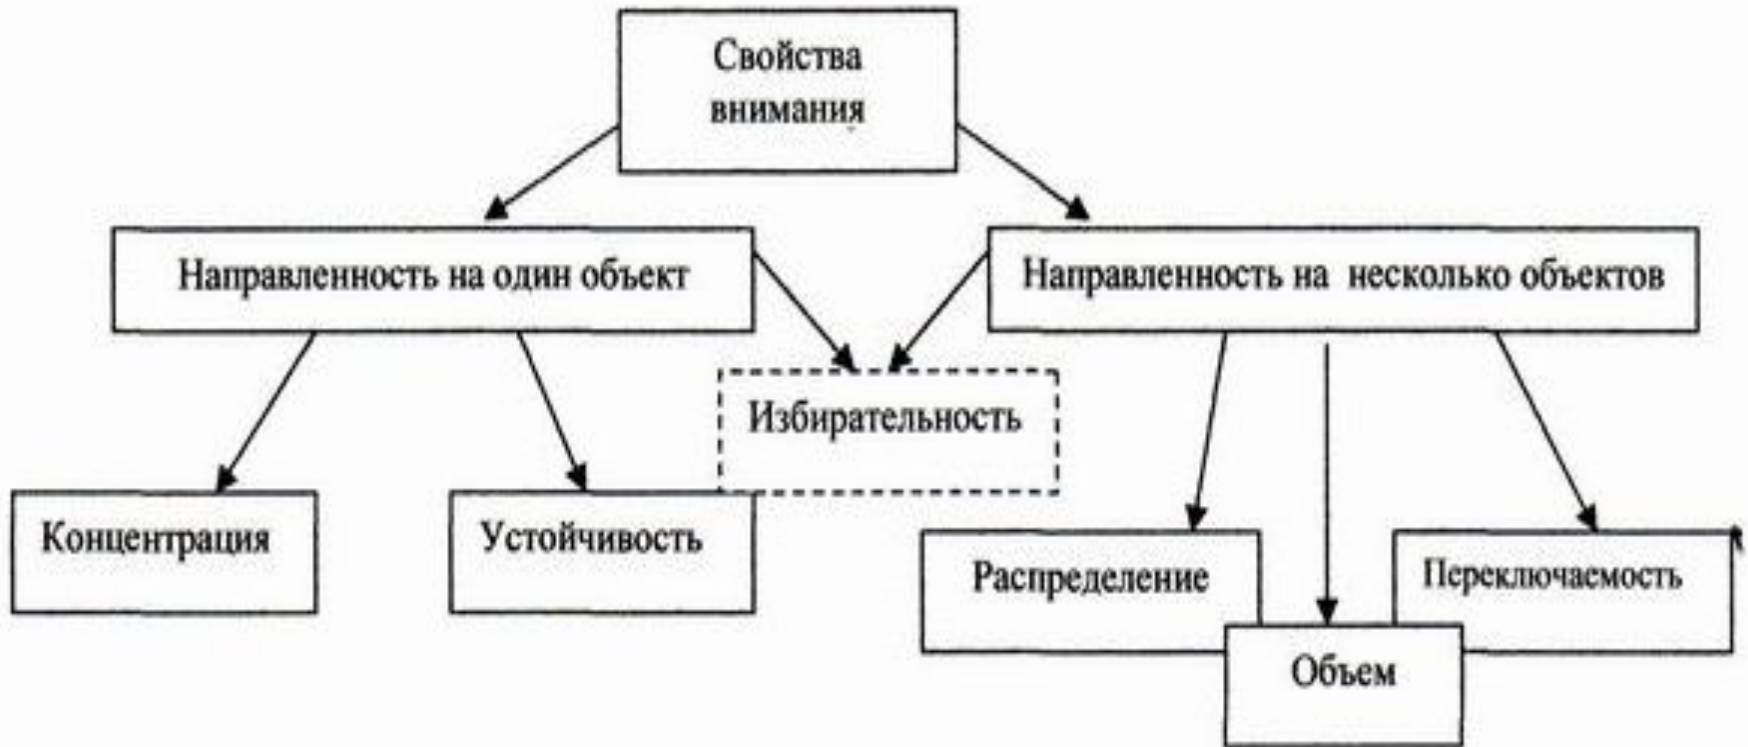 Свойства
внимания
Направленность на один объект
Направленность на несколько объектов
Избирательность
Концентрация
Устойчивость
Распределение
Переключаемость
Объем